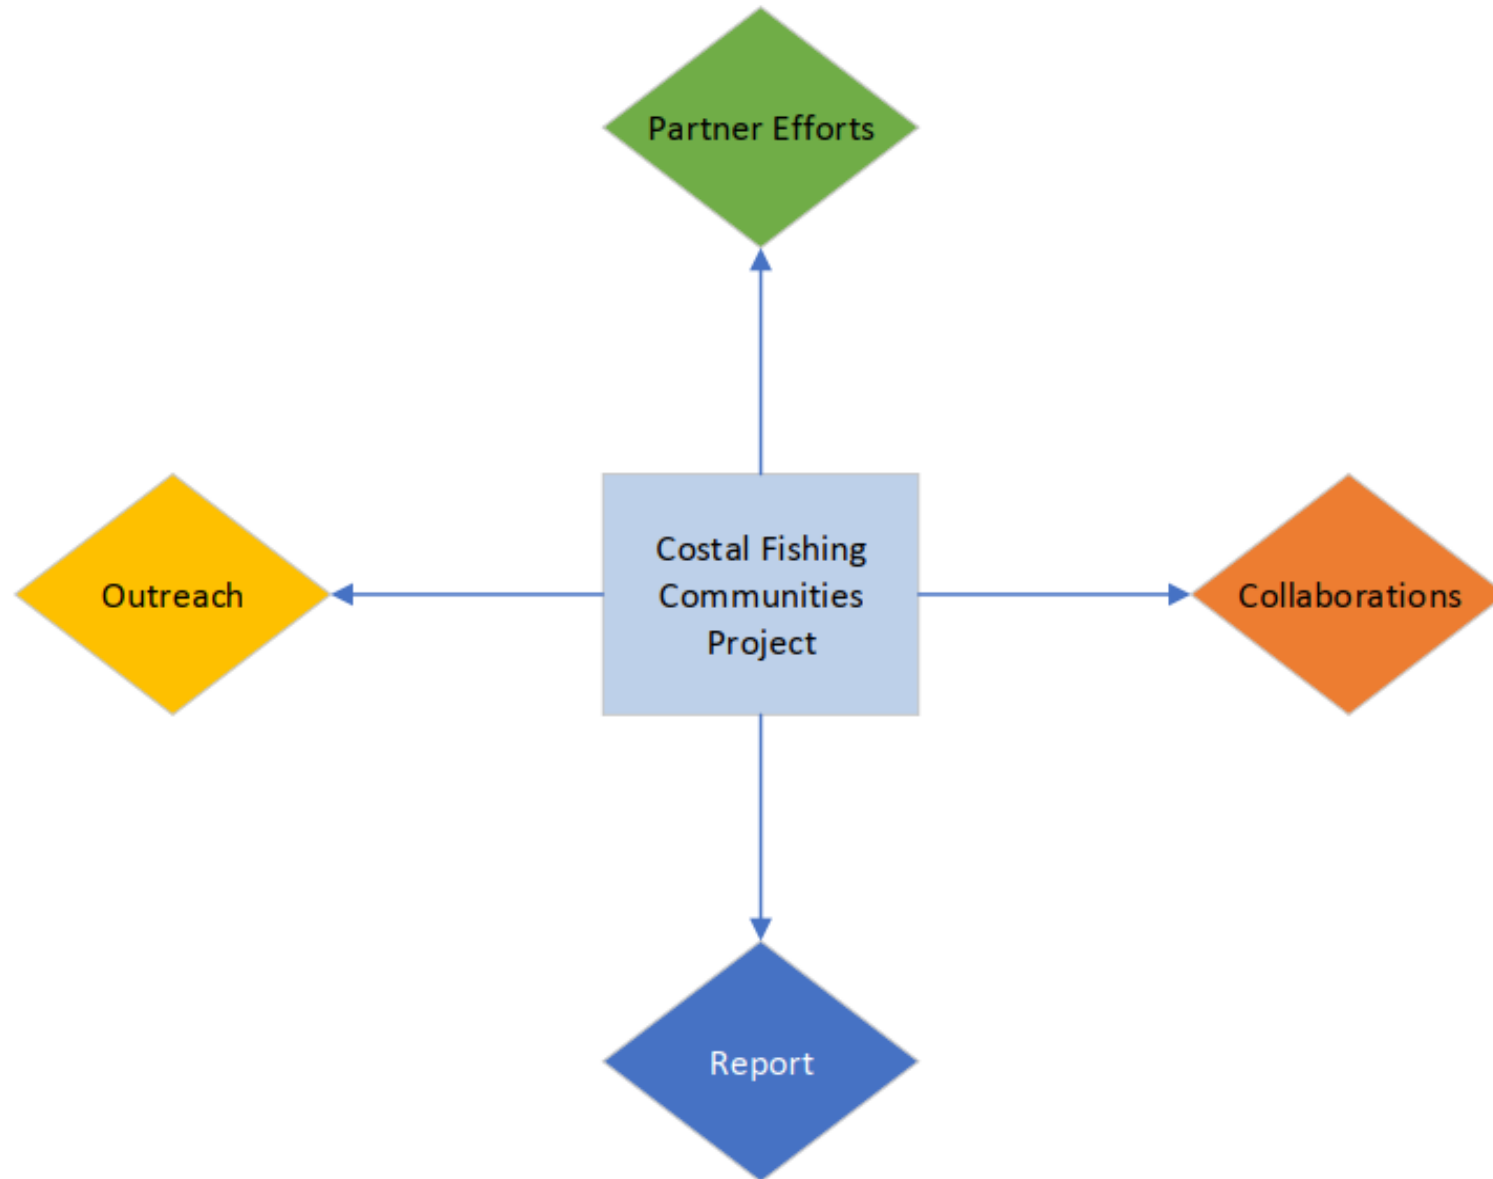 Partner Efforts
Outreach
Costal Fishing
Communities
Project
Collaborations
Report